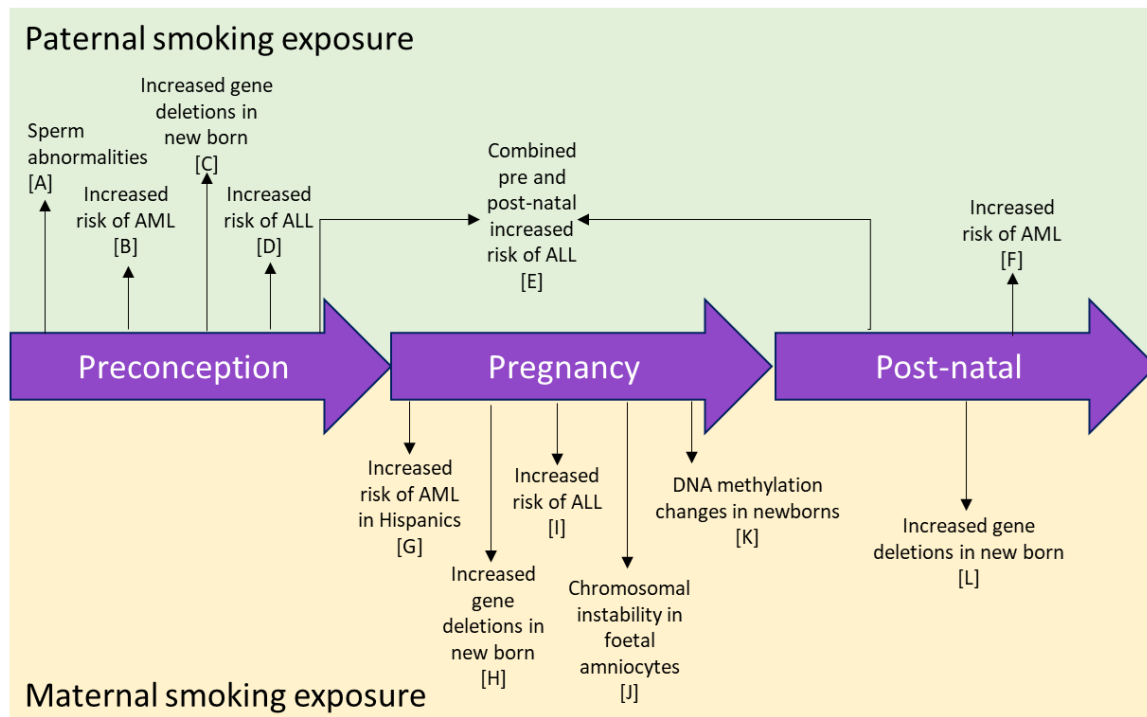 Paternal smoking exposure
Sperm
abnormalities
[A]
Increased
risk of AML
[B]
Increased gene
deletions in
new born
[C]
Increased
risk of ALL
[D]
Combined
pre and
post-natal
increased
risk of ALL
[E]
Increased
risk of AML
[F]
Preconception
Pregnancy
Post-natal
Increased
risk of AML
in Hispanics
[G]
Increased
gene
deletions in
new born
[H]
Increased
risk of ALL
[I]
Chromosomal
instability in
foetal
amniocytes
[J]
DNA methylation
changes in newborns
[K]
Increased gene
deletions in new born
[L]
Maternal smoking exposure